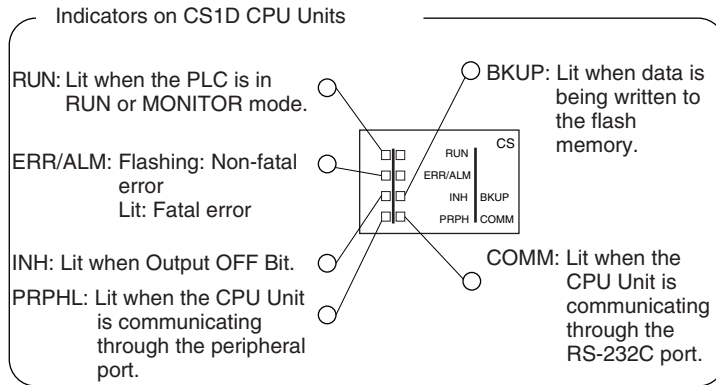 Indicators on CS1D CPU Units
RUN: Lit when the PLC is in
RUN or MONITOR mode.
ERR/ALM: Flashing: Non-fatal
error
Lit: Fatal error
INH: Lit when Output OFF Bit.
PRPHL: Lit when the CPU Unit
is communicating
through the peripheral
port.
CS
RUN
ERR/ALM
INH BKUP
PRPH COMM
BKUP: Lit when data is
being written to
the flash
memory.
COMM: Lit when the
CPU Unit is
communicating
through the
RS-232C port.